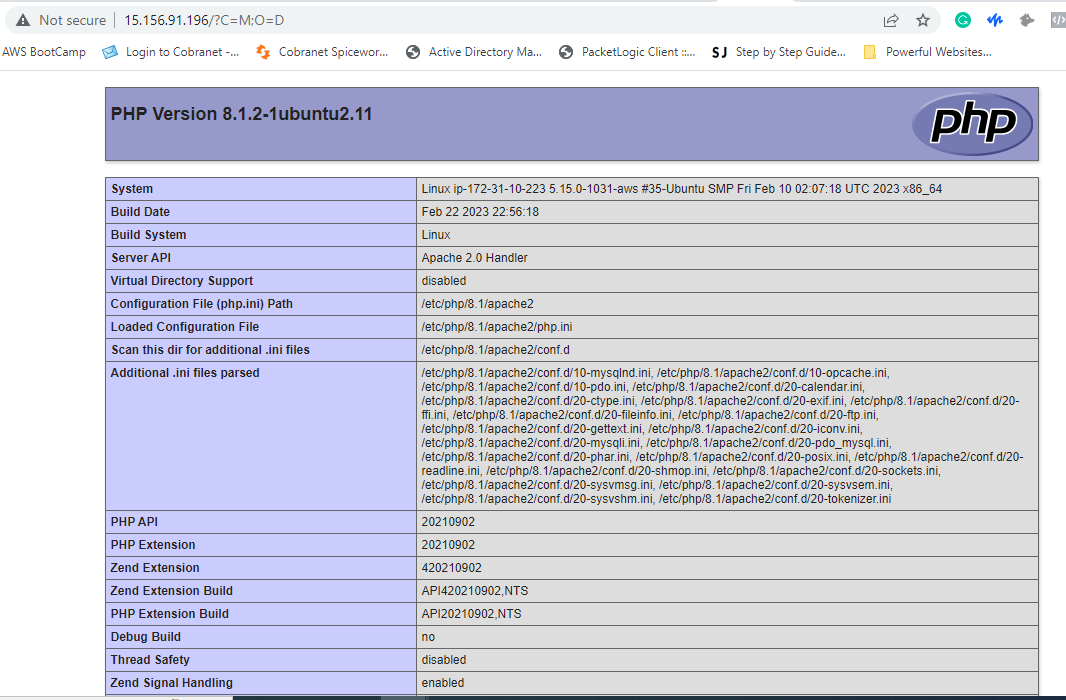 Not secure 15.156.91.196/?C=M;O=D
AWS BootCamp Login to Cobranet -... Cobranet Spicewor... Active Directory Ma... PacketLogic Client ::... SJ Step by Step Guide... Powerful Websites...
PHP Version 8.1.2-1ubuntu2.11
php
System Linux ip-172-31-10-223 5.15.0-1031-aws #35-Ubuntu SMP Fri Feb 10 02:07:18 UTC 2023 x86_64
Build Date Feb 22 2023 22:56:18
Build System Linux
Server API Apache 2.0 Handler
Virtual Directory Support disabled
Configuration File (php.ini) Path /etc/php/8.1/apache2
Loaded Configuration File /etc/php/8.1/apache2/php.ini
Scan this dir for additional .ini files /etc/php/8.1/apache2/conf.d
Additional .ini files parsed /etc/php/8.1/apache2/conf.d/10-mysqlnd.ini, /etc/php/8.1/apache2/conf.d/10-opcache.ini,
/etc/php/8.1/apache2/conf.d/10-pdo.ini, /etc/php/8.1/apache2/conf.d/20-calendar.ini,
/etc/php/8.1/apache2/conf.d/20-ctype.ini, /etc/php/8.1/apache2/conf.d/20-exif.ini, /etc/php/8.1/apache2/conf.d/20-
ffi.ini, /etc/php/8.1/apache2/conf.d/20-fileinfo.ini, /etc/php/8.1/apache2/conf.d/20-ftp.ini,
/etc/php/8.1/apache2/conf.d/20-gettext.ini, /etc/php/8.1/apache2/conf.d/20-iconv.ini,
/etc/php/8.1/apache2/conf.d/20-mysqli.ini, /etc/php/8.1/apache2/conf.d/20-pdo_mysql.ini,
/etc/php/8.1/apache2/conf.d/20-phar.ini, /etc/php/8.1/apache2/conf.d/20-posix.ini, /etc/php/8.1/apache2/conf.d/20-
readline.ini, /etc/php/8.1/apache2/conf.d/20-shmop.ini, /etc/php/8.1/apache2/conf.d/20-sockets.ini,
/etc/php/8.1/apache2/conf.d/20-sysvmsg.ini, /etc/php/8.1/apache2/conf.d/20-sysvsem.ini,
/etc/php/8.1/apache2/conf.d/20-sysvshm.ini, /etc/php/8.1/apache2/conf.d/20-tokenizer.ini
PHP API 20210902
PHP Extension 20210902
Zend Extension 420210902
Zend Extension Build API420210902,NTS
PHP Extension Build API20210902,NTS
Debug Build no
Thread Safety disabled
Zend Signal Handling enabled